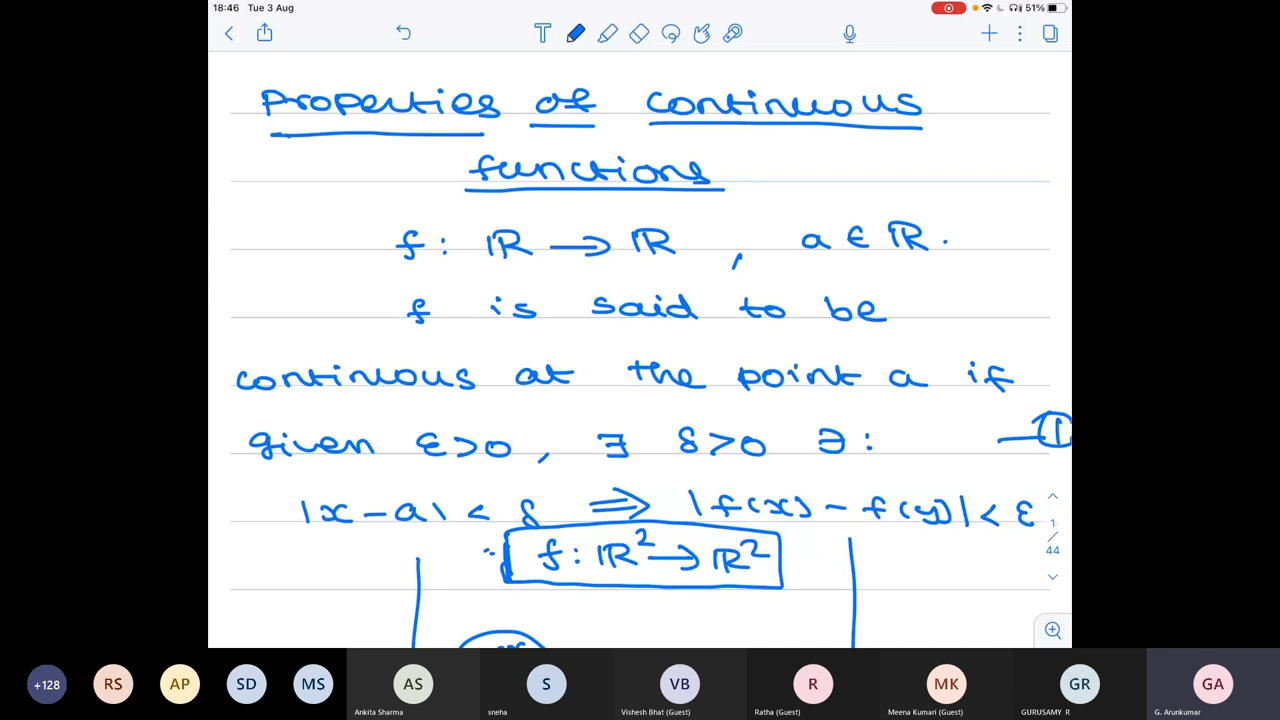 18:46 Tue 3 Aug
51%
Properties of continuous
functions
f : ℝ → ℝ , a ∈ ℝ.
f is said to be
continuous at the point a if
given ε>0, ∃ δ>0 ∋: —①
|x - a| < δ ⇒ |f(x) - f(y)| < ε
f : ℝ² → ℝ²
1
/
44
+128 RS AP SD MS AS S VB R MK GR GA
Ankita Sharma sneha Vishesh Bhat (Guest) Ratha (Guest) Meena Kumari (Guest) GURUSAMY R G. Arunkumar